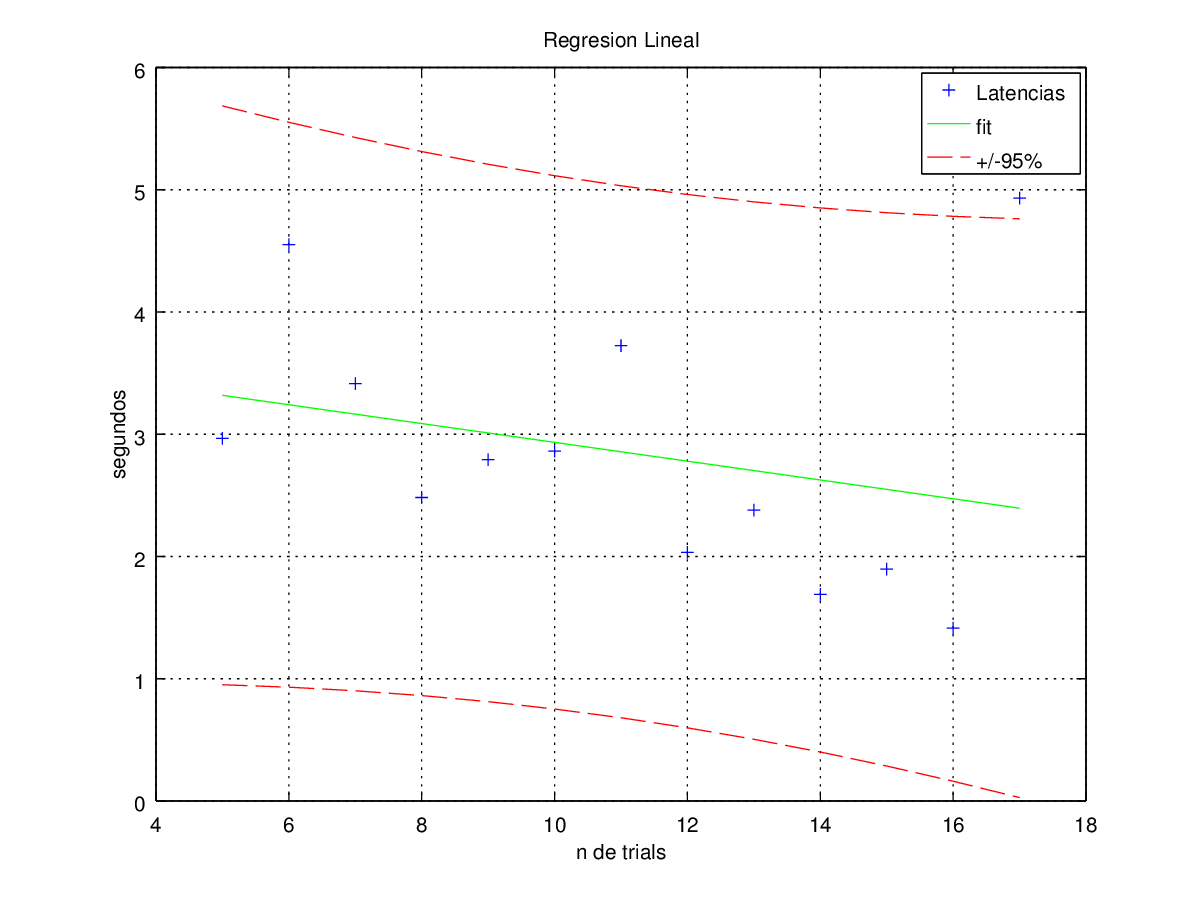 Regresion Lineal
6
5
4
3
2
1
0
segundos
Latencias
fit
+/-95%
4 6 8 10 12 14 16 18
n de trials